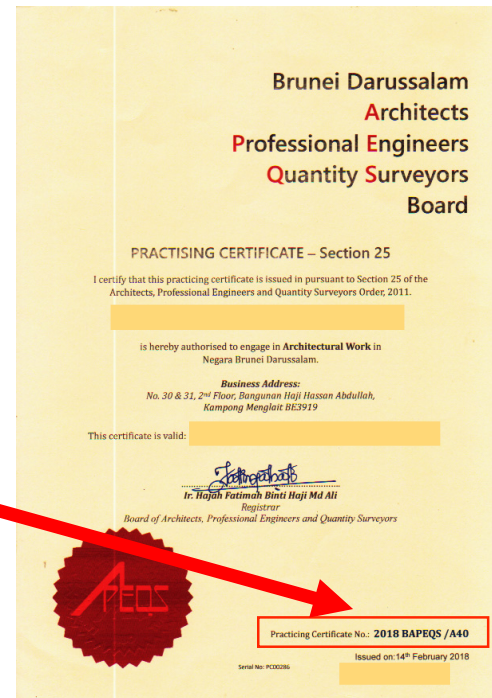 Brunei Darussalam
Architects
Professional Engineers
Quantity Surveyors
Board
PRACTISING CERTIFICATE – Section 25
I certify that this practicing certificate is issued in pursuant to Section 25 of the
Architects, Professional Engineers and Quantity Surveyors Order, 2011.
is hereby authorised to engage in Architectural Work in
Negara Brunei Darussalam.
Business Address:
No. 30 & 31, 2nd Floor, Bangunan Haji Hassan Abdullah,
Kampong Menglait BE3919
This certificate is valid:
Ir. Hajah Fatimah Binti Haji Md Ali
Registrar
Board of Architects, Professional Engineers and Quantity Surveyors
APEQS
Practicing Certificate No.: 2018 BAPEQS /A40
Issued on:14th February 2018
Serial No: PC00286